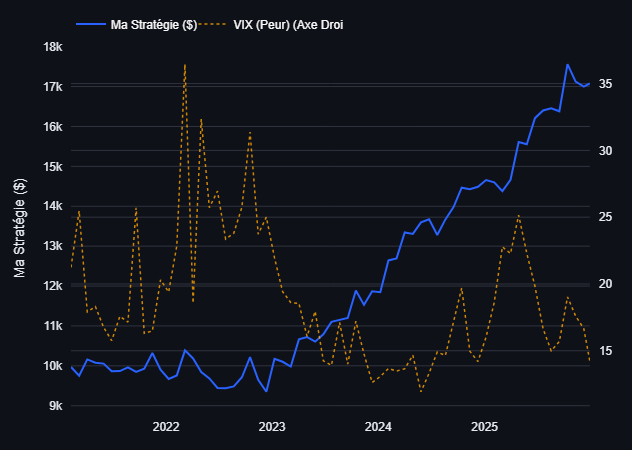 Ma Stratégie ($) VIX (Peur) (Axe Droi
18k
17k
16k
15k
14k
13k
12k
11k
10k
9k
Ma Stratégie ($)
35
30
25
20
15
2022 2023 2024 2025